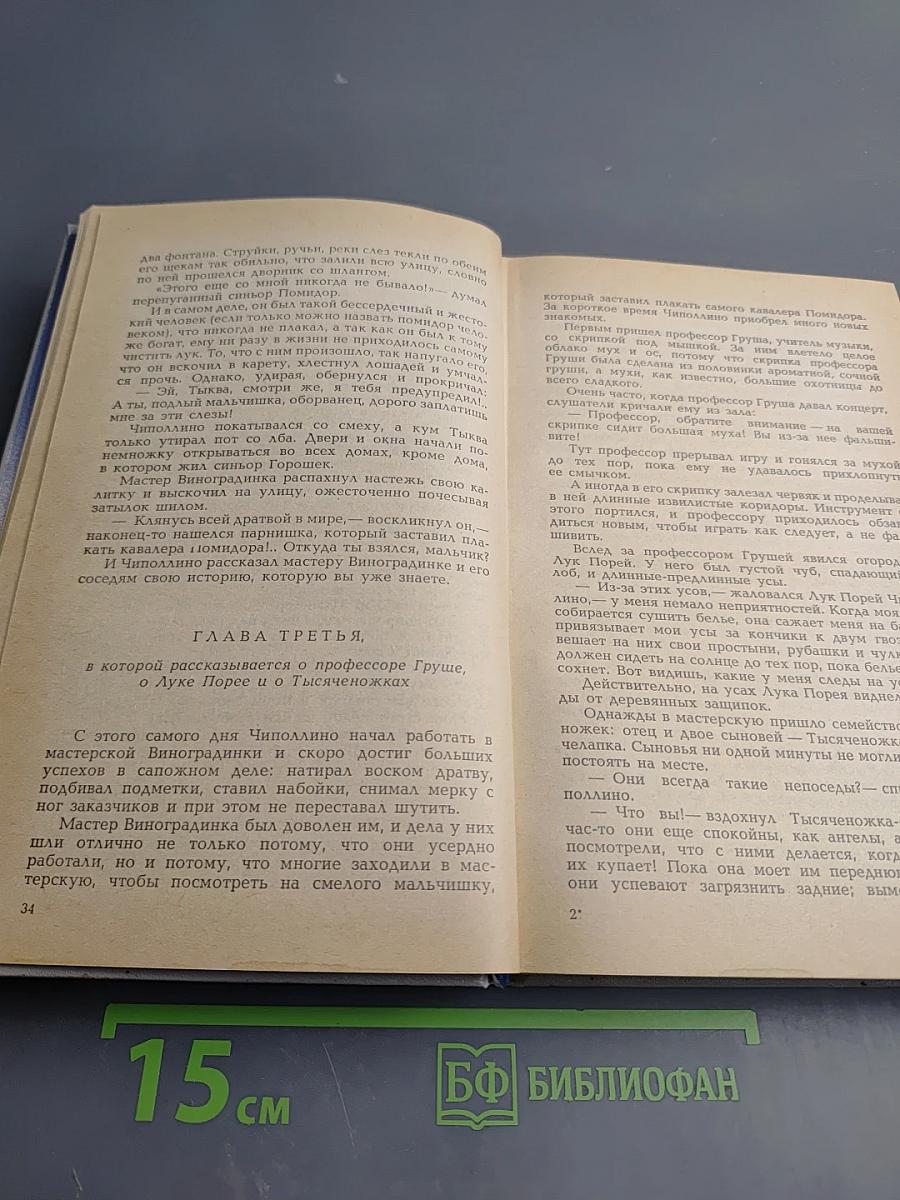 два фонтана. Струйки, ручьи, реки слез текли по обеим
его щекам так обильно, что залили всю улицу, словно
по ней прошелся дворник со шлангом.
«Этого еще со мной никогда не бывало!»— думал
перепуганный синьор Помидор.
И в самом деле, он был такой бессердечный и жесто-
кий человек (если только можно назвать помидор чело-
веком), что никогда не плакал, а так как он был к тому
же богат, ему ни разу в жизни не приходилось самому
чистить лук. То, что с ним произошло, так напугало его,
что он вскочил в карету, хлестнул лошадей и умчал-
ся прочь. Однако, удирая, обернулся и прокричал:
— Эй, Тыква, смотри же, я тебя предупредил!..
А ты, подлый мальчишка, оборванец, дорого заплатишь
мне за эти слезы!
Чиполлино покатывался со смеху, а кум Тыква
только утирал пот со лба. Двери и окна начали по-
немножку открываться во всех домах, кроме дома,
в котором жил синьор Горошек.
Мастер Виноградинка распахнул настежь свою ка-
литку и выскочил на улицу, ожесточенно почесывая
затылок шилом.
— Клянусь всей дратвой в мире,— воскликнул он,—
наконец-то нашелся парнишка, который заставил пла-
кать кавалера Помидора!.. Откуда ты взялся, мальчик?
И Чиполлино рассказал мастеру Виноградинке и его
соседям свою историю, которую вы уже знаете.
ГЛАВА ТРЕТЬЯ,
в которой рассказывается о профессоре Груше,
о Луке Порее и о Тысяченожках
С этого самого дня Чиполлино начал работать в
мастерской Виноградинки и скоро достиг больших
успехов в сапожном деле: натирал воском дратву,
подбивал подметки, ставил набойки, снимал мерку с
ног заказчиков и при этом не переставал шутить.
Мастер Виноградинка был доволен им, и дела у них
шли отлично не только потому, что они усердно
работали, но и потому, что многие заходили в мас-
терскую, чтобы посмотреть на смелого мальчишку,
34
который заставил плакать самого кавалера Помидора.
За короткое время Чиполлино приобрел много новых
знакомых.
Первым пришел профессор Груша, учитель музыки,
со скрипкой под мышкой. За ним влетело целое
облако мух и ос, потому что скрипка профессора
Груши была сделана из половинки ароматной, сочной
груши, а мухи, как известно, большие охотницы до
всего сладкого.
Очень часто, когда профессор Груша давал концерт,
слушатели кричали ему из зала:
— Профессор, обратите внимание — на вашей
скрипке сидит большая муха! Вы из-за нее фальши-
вите!
Тут профессор прерывал игру и гонялся за мухой
до тех пор, пока ему не удавалось прихлопнуть
ее смычком.
А иногда в его скрипку залезал червяк и проделыва
в ней длинные извилистые коридоры. Инструмент
этого портился, и профессору приходилось обзав
диться новым, чтобы играть как следует, а не фа
шивить.
Вслед за профессором Грушей явился огород
Лук Порей. У него был густой чуб, спадающий
лоб, и длинные-предлинные усы.
— Из-за этих усов,— жаловался Лук Порей Чи
лино,— у меня немало неприятностей. Когда моя
собирается сушить белье, она сажает меня на ба
привязывает мои усы за кончики к двум гвоз
вешает на них свои простыни, рубашки и чулк
должен сидеть на солнце до тех пор, пока белье
сохнет. Вот видишь, какие у меня следы на ус
Действительно, на усах Лука Порея виднел
ды от деревянных защипок.
Однажды в мастерскую пришло семейство
ножек: отец и двое сыновей — Тысяченожка
челапка. Сыновья ни одной минуты не могли
постоять на месте.
— Они всегда такие непоседы?— спр
поллино.
— Что вы!— вздохнул Тысяченожка-
час-то они еще спокойны, как ангелы, а
посмотрели, что с ними делается, когд
их купает! Пока она моет им передни
они успевают загрязнить задние; вым
2*
15 см
БФ БИБЛИОФАН